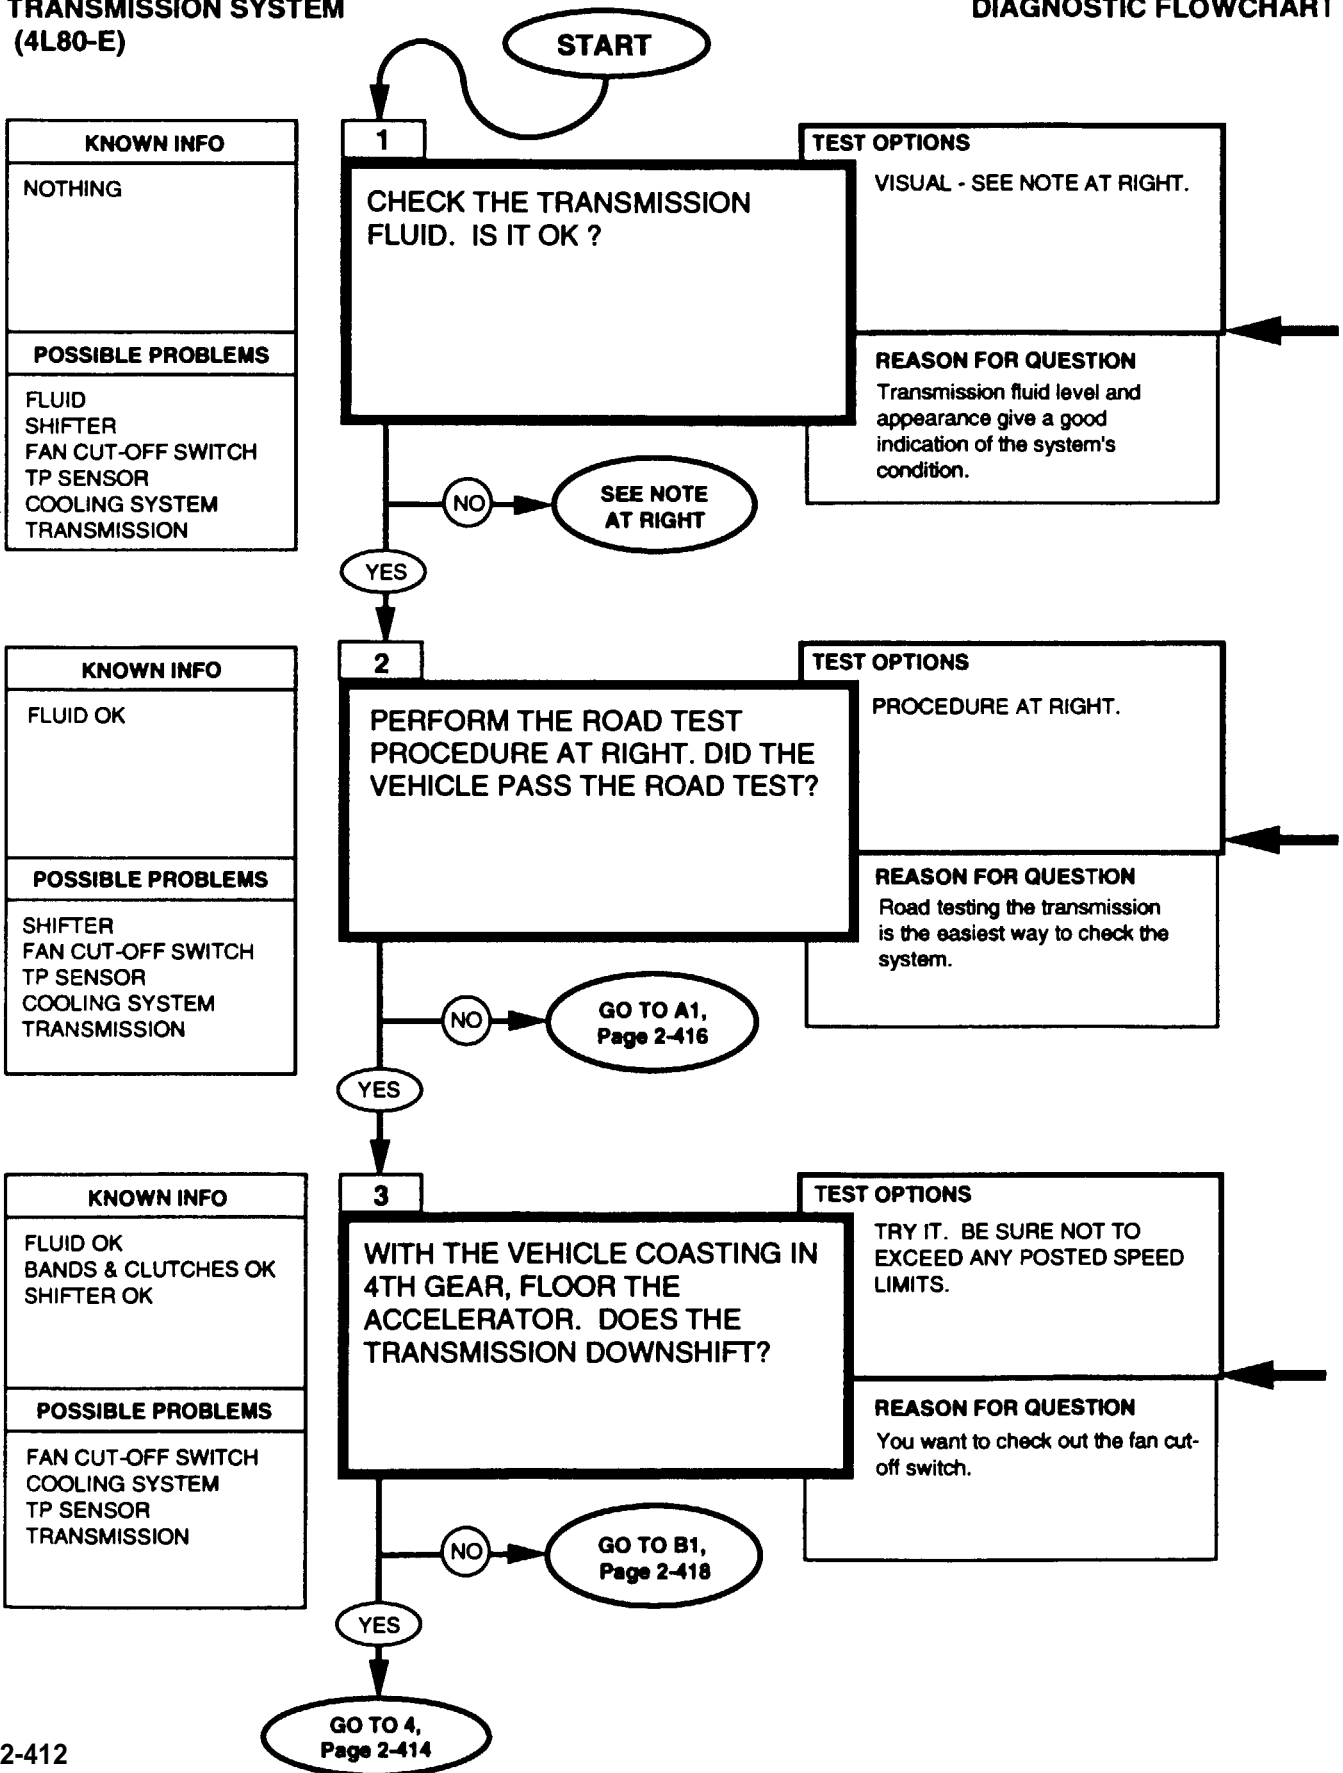 TRANSMISSION SYSTEM
(4L80-E)
DIAGNOSTIC FLOWCHART
START
KNOWN INFO
NOTHING
POSSIBLE PROBLEMS
FLUID
SHIFTER
FAN CUT-OFF SWITCH
TP SENSOR
COOLING SYSTEM
TRANSMISSION
1
CHECK THE TRANSMISSION
FLUID. IS IT OK ?
TEST OPTIONS
VISUAL - SEE NOTE AT RIGHT.
REASON FOR QUESTION
Transmission fluid level and
appearance give a good
indication of the system's
condition.
NO
SEE NOTE
AT RIGHT
YES
KNOWN INFO
FLUID OK
POSSIBLE PROBLEMS
SHIFTER
FAN CUT-OFF SWITCH
TP SENSOR
COOLING SYSTEM
TRANSMISSION
2
PERFORM THE ROAD TEST
PROCEDURE AT RIGHT. DID THE
VEHICLE PASS THE ROAD TEST?
TEST OPTIONS
PROCEDURE AT RIGHT.
REASON FOR QUESTION
Road testing the transmission
is the easiest way to check the
system.
NO
GO TO A1,
Page 2-416
YES
KNOWN INFO
FLUID OK
BANDS & CLUTCHES OK
SHIFTER OK
POSSIBLE PROBLEMS
FAN CUT-OFF SWITCH
COOLING SYSTEM
TP SENSOR
TRANSMISSION
3
WITH THE VEHICLE COASTING IN
4TH GEAR, FLOOR THE
ACCELERATOR. DOES THE
TRANSMISSION DOWNSHIFT?
TEST OPTIONS
TRY IT. BE SURE NOT TO
EXCEED ANY POSTED SPEED
LIMITS.
REASON FOR QUESTION
You want to check out the fan cut-
off switch.
NO
GO TO B1,
Page 2-418
YES
GO TO 4,
Page 2-414
2-412